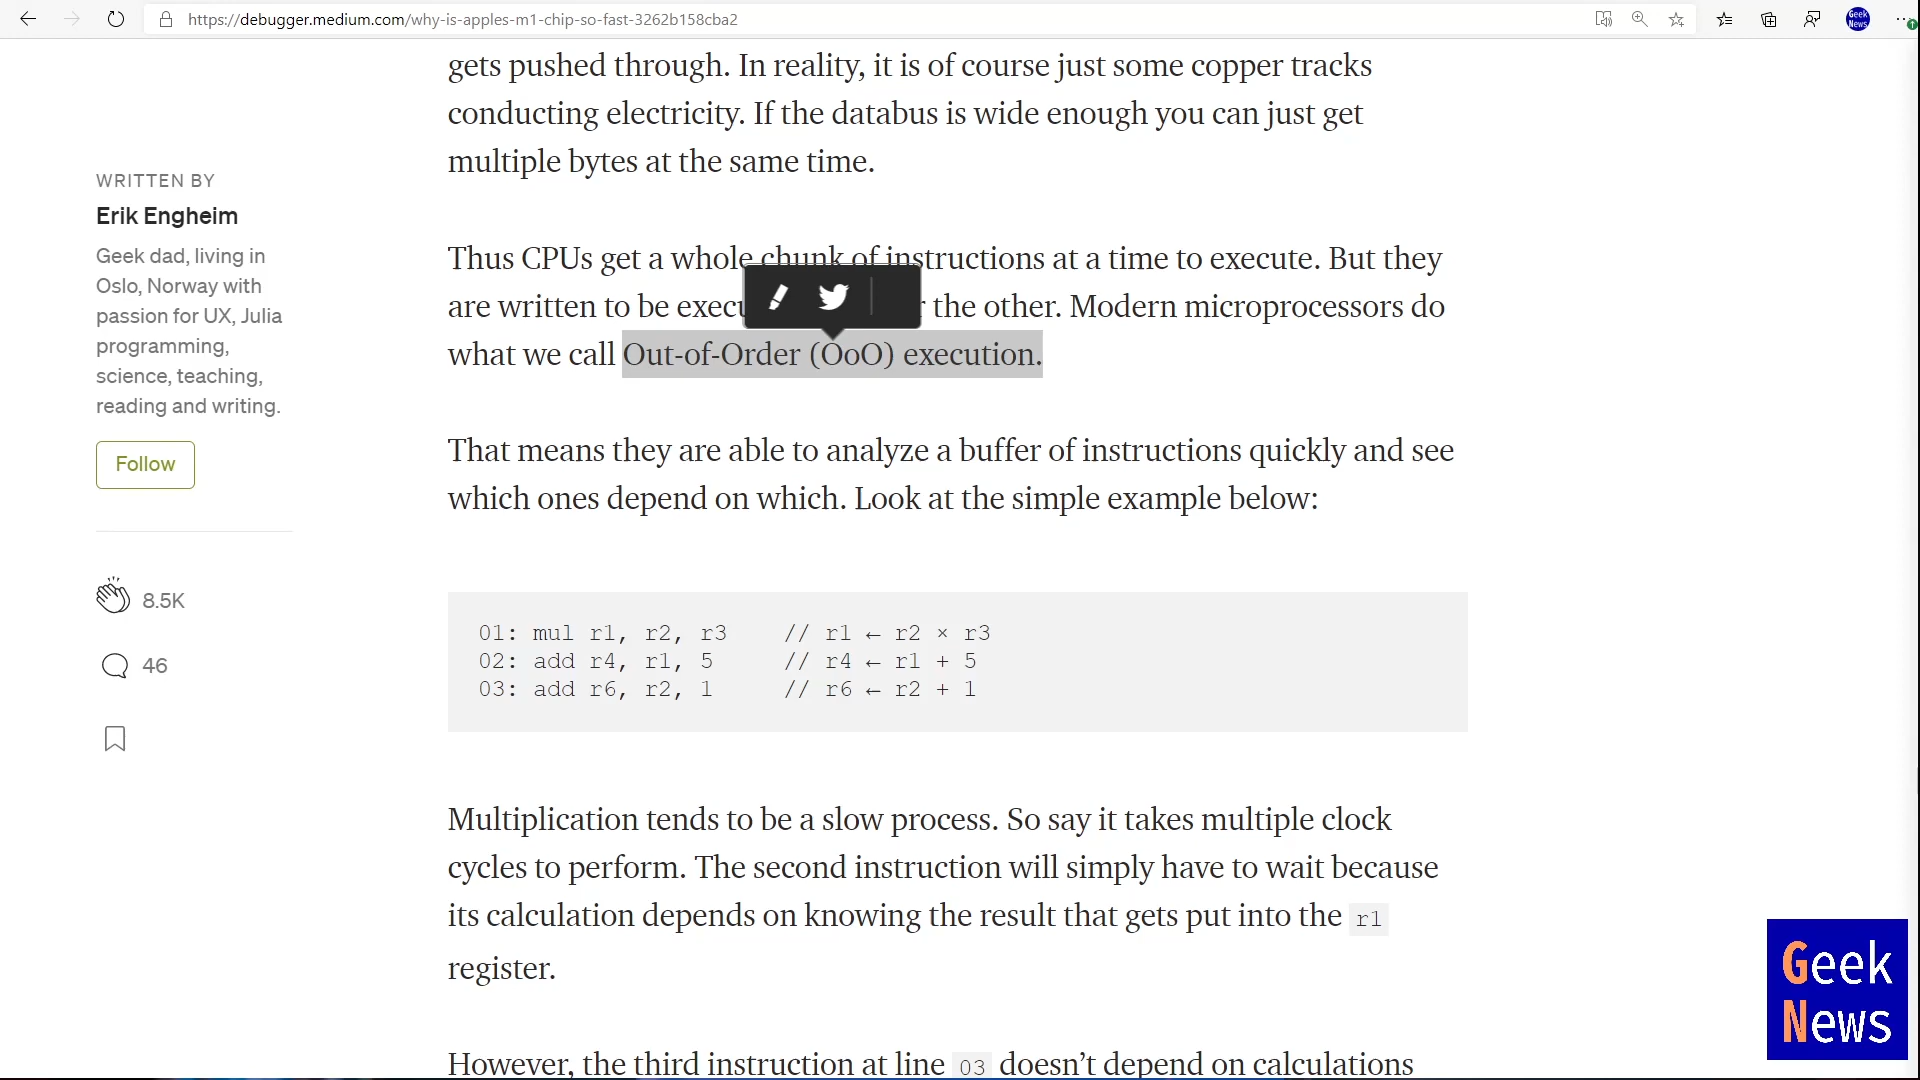 https://debugger.medium.com/why-is-apples-m1-chip-so-fast-3262b158cba2
Geek
News
gets pushed through. In reality, it is of course just some copper tracks
conducting electricity. If the databus is wide enough you can just get
multiple bytes at the same time.
WRITTEN BY
Erik Engheim
Geek dad, living in
Oslo, Norway with
passion for UX, Julia
programming,
science, teaching,
reading and writing.
Follow
8.5K
46
Thus CPUs get a whole chunk of instructions at a time to execute. But they
are written to be the other. Modern microprocessors do
what we call Out-of-Order (OoO) execution.
That means they are able to analyze a buffer of instructions quickly and see
which ones depend on which. Look at the simple example below:
01: mul r1, r2, r3 // r1 ← r2 × r3
02: add r4, r1, 5 // r4 ← r1 + 5
03: add r6, r2, 1 // r6 ← r2 + 1
Multiplication tends to be a slow process. So say it takes multiple clock
cycles to perform. The second instruction will simply have to wait because
its calculation depends on knowing the result that gets put into the r1
register.
However, the third instruction at line 03 doesn’t depend on calculations
Geek
News